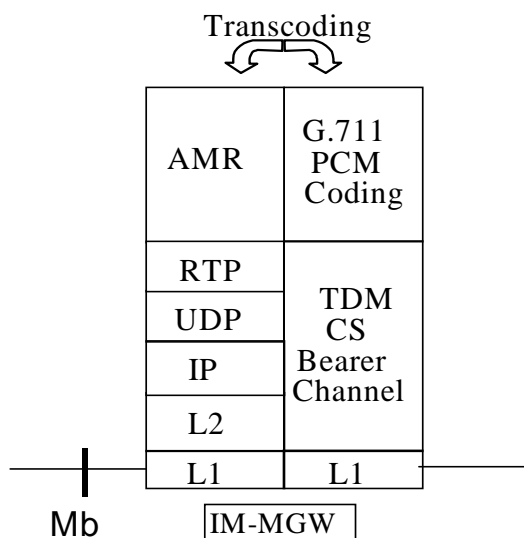 Transcoding
AMR
G.711
PCM
Coding
RTP
UDP
IP
L2
TDM
CS
Bearer
Channel
L1
L1
Mb
IM-MGW